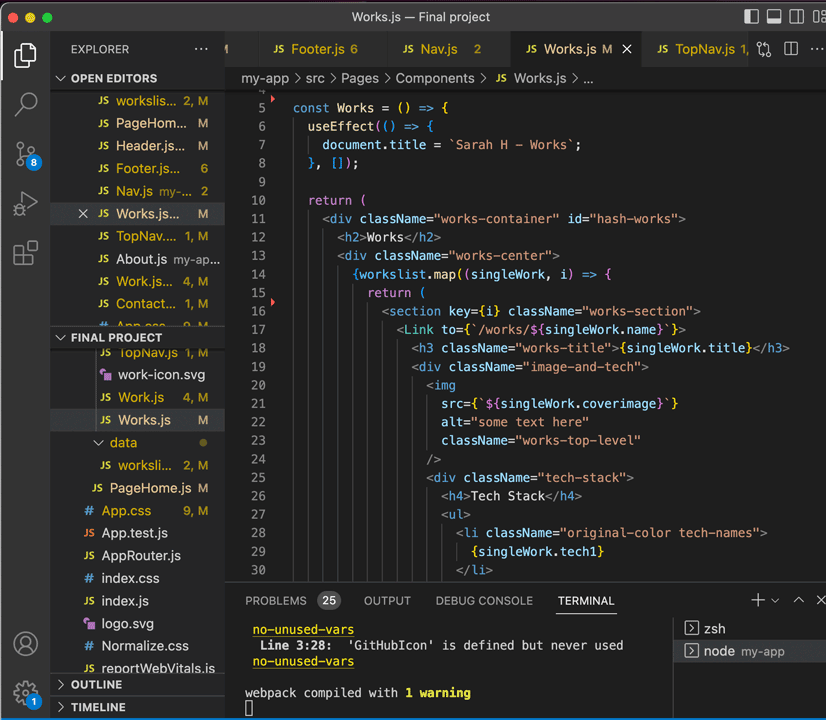 Works.js — Final project
EXPLORER ···
M
JS Footer.js 6
JS Nav.js 2
JS Works.js M
JS TopNav.js 1,
OPEN EDITORS
my-app > src > Pages > Components > JS Works.js > ...
JS workslis... 2, M
JS PageHom... M
JS Header.js... M
JS Footer.js... 6
JS Nav.js my-... 2
JS Works.js... M
JS TopNav.... 1, M
JS About.js my-ap...
JS Work.js... 4, M
JS Contact... 1, M
# App.css 9, M
FINAL PROJECT
JS TopNav.js 1, M
work-icon.svg
JS Work.js 4, M
JS Works.js M
data
JS worksli... 2, M
JS PageHome.js M
# App.css 9, M
JS App.test.js
JS AppRouter.js
# index.css
JS index.js
logo.svg
# Normalize.css
JS reportWebVitals.js
OUTLINE
TIMELINE
8
1
4
5 const Works = () => {
6 useEffect(() => {
7 document.title = `Sarah H - Works`;
8 }, []);
9
10 return (
11 <div className="works-container" id="hash-works">
12 <h2>Works</h2>
13 <div className="works-center">
14 {workslist.map((singleWork, i) => {
15 return (
16 <section key={i} className="works-section">
17 <Link to={`/works/${singleWork.name}`}>
18 <h3 className="works-title">{singleWork.title}</h3>
19 <div className="image-and-tech">
20 <img
21 src={`${singleWork.coverimage}`}
22 alt="some text here"
23 className="works-top-level"
24 />
25 <div className="tech-stack">
26 <h4>Tech Stack</h4>
27 <ul>
28 <li className="original-color tech-names">
29 {singleWork.tech1}
30 </li>
PROBLEMS 25 OUTPUT DEBUG CONSOLE TERMINAL
no-unused-vars
Line 3:28: 'GitHubIcon' is defined but never used
no-unused-vars
webpack compiled with 1 warning
zsh
node my-app